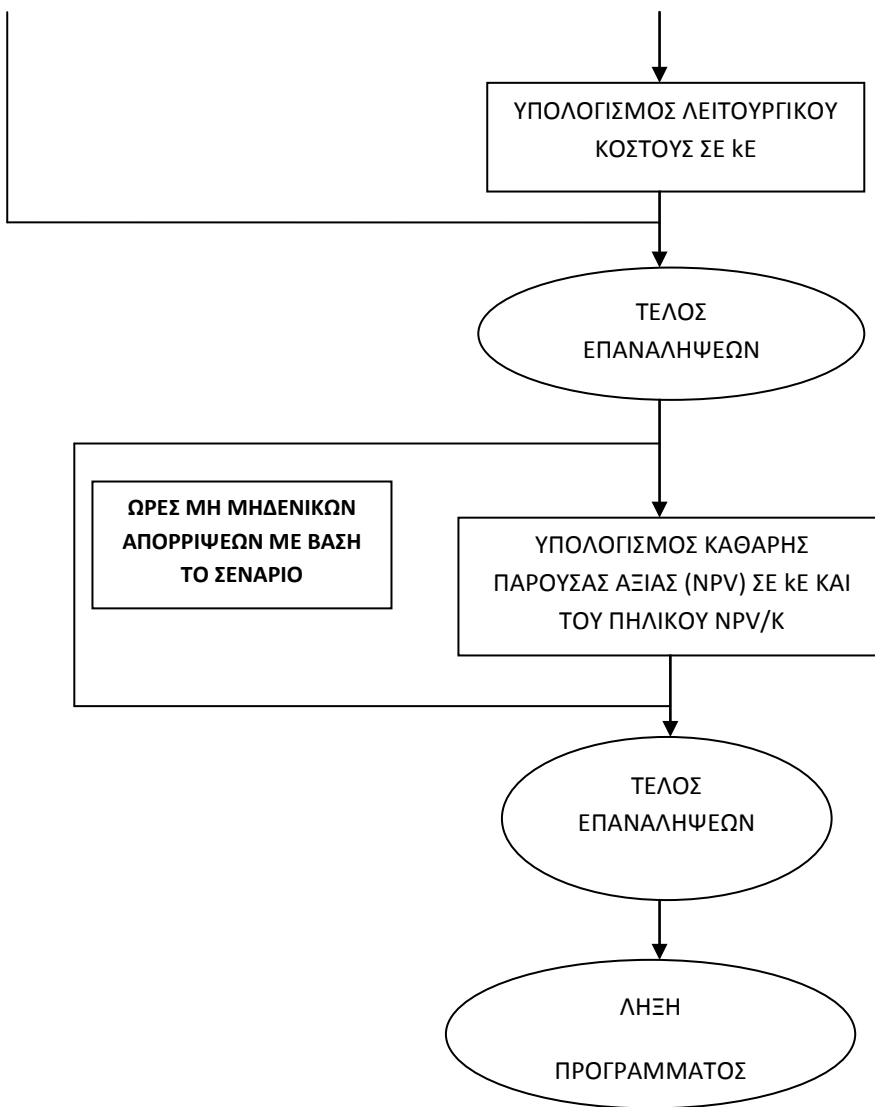 ΥΠΟΛΟΓΙΣΜΟΣ ΛΕΙΤΟΥΡΓΙΚΟΥ
ΚΟΣΤΟΥΣ ΣΕ kE
ΤΕΛΟΣ
ΕΠΑΝΑΛΗΨΕΩΝ
ΩΡΕΣ ΜΗ ΜΗΔΕΝΙΚΩΝ
ΑΠΟΡΡΙΨΕΩΝ ΜΕ ΒΑΣΗ
ΤΟ ΣΕΝΑΡΙΟ
ΥΠΟΛΟΓΙΣΜΟΣ ΚΑΘΑΡΗΣ
ΠΑΡΟΥΣΑΣ ΑΞΙΑΣ (NPV) ΣΕ kE ΚΑΙ
ΤΟΥ ΠΗΛΙΚΟΥ NPV/K
ΤΕΛΟΣ
ΕΠΑΝΑΛΗΨΕΩΝ
ΛΗΞΗ
ΠΡΟΓΡΑΜΜΑΤΟΣ